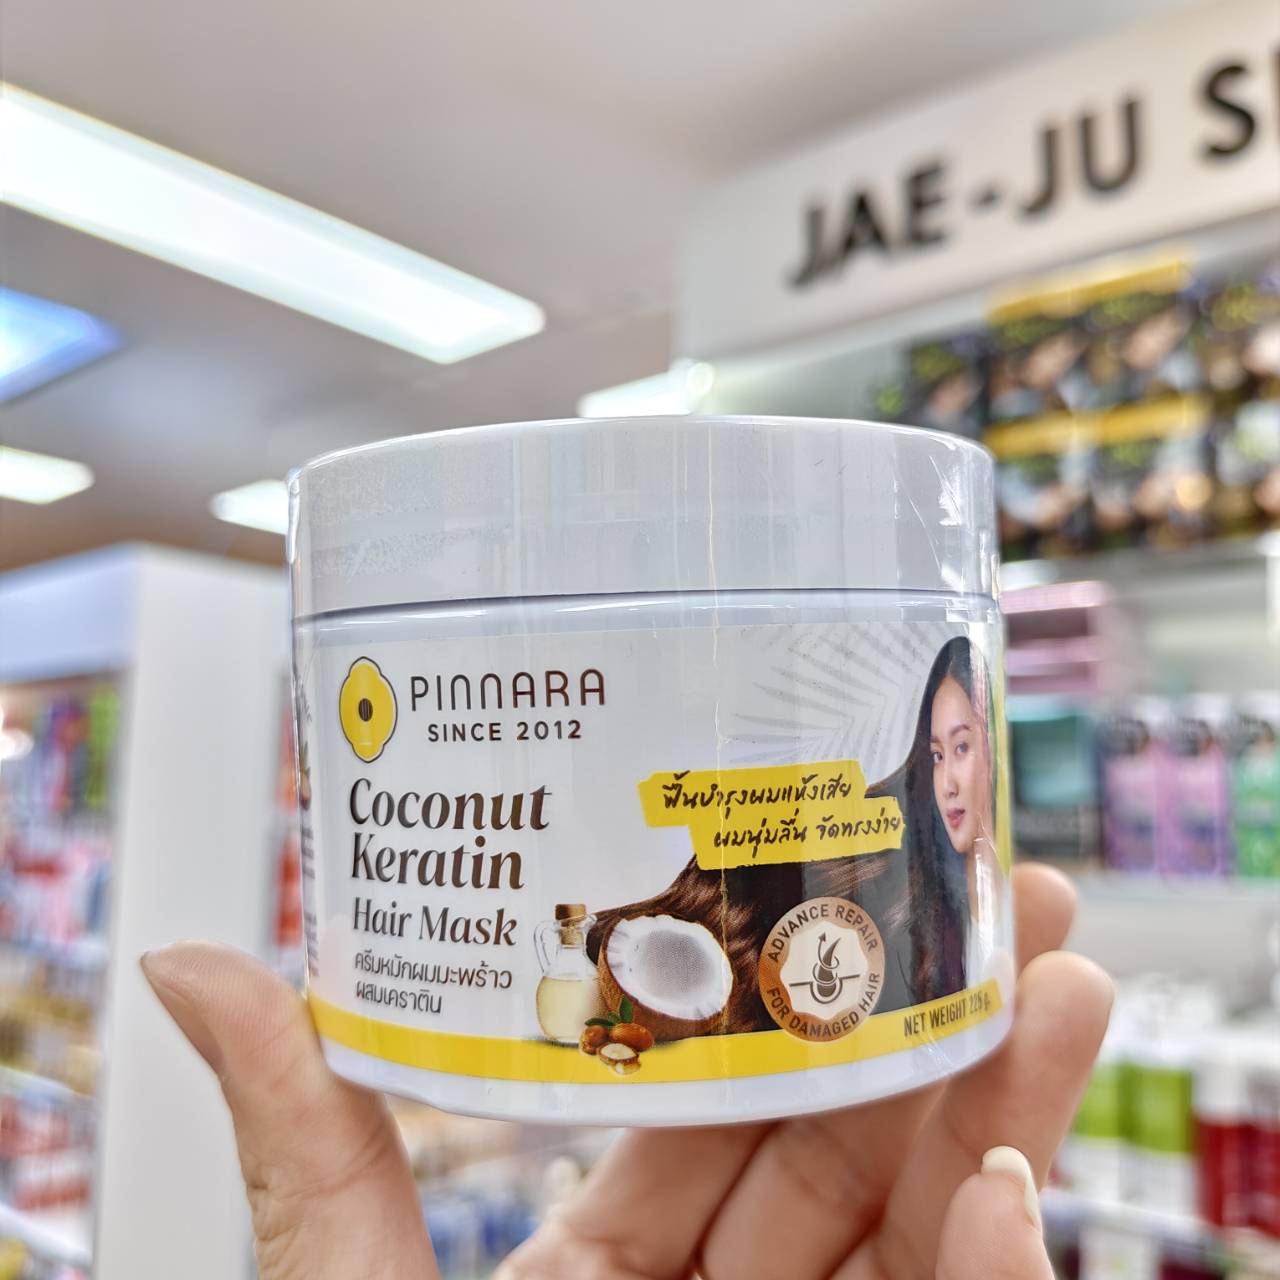 JAE-JU
PINNARA
SINCE 2012
Coconut
Keratin
Hair Mask
ครีมหมักผมมะพร้าว
ผสมเคราติน
ฟื้นบำรุงผมแห้งเสีย
ผมนุ่มลื่น จัดทรงง่าย
ADVANCE REPAIR
FOR DAMAGED HAIR
NET WEIGHT 225 g.